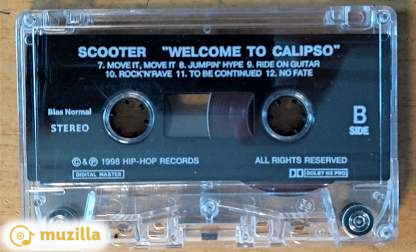 SCOOTER "WELCOME TO CALIPSO"
7. MOVE IT, MOVE IT 8. JUMPIN' HYPE 9. RIDE ON GUITAR
10. ROCK'N'RAVE 11. TO BE CONTINUED 12. NO FATE
Bias Normal
STEREO
B
SIDE
©&℗ 1998 HIP-HOP RECORDS
ALL RIGHTS RESERVED
DIGITAL MASTER
DOLBY NR PRO
muzilla